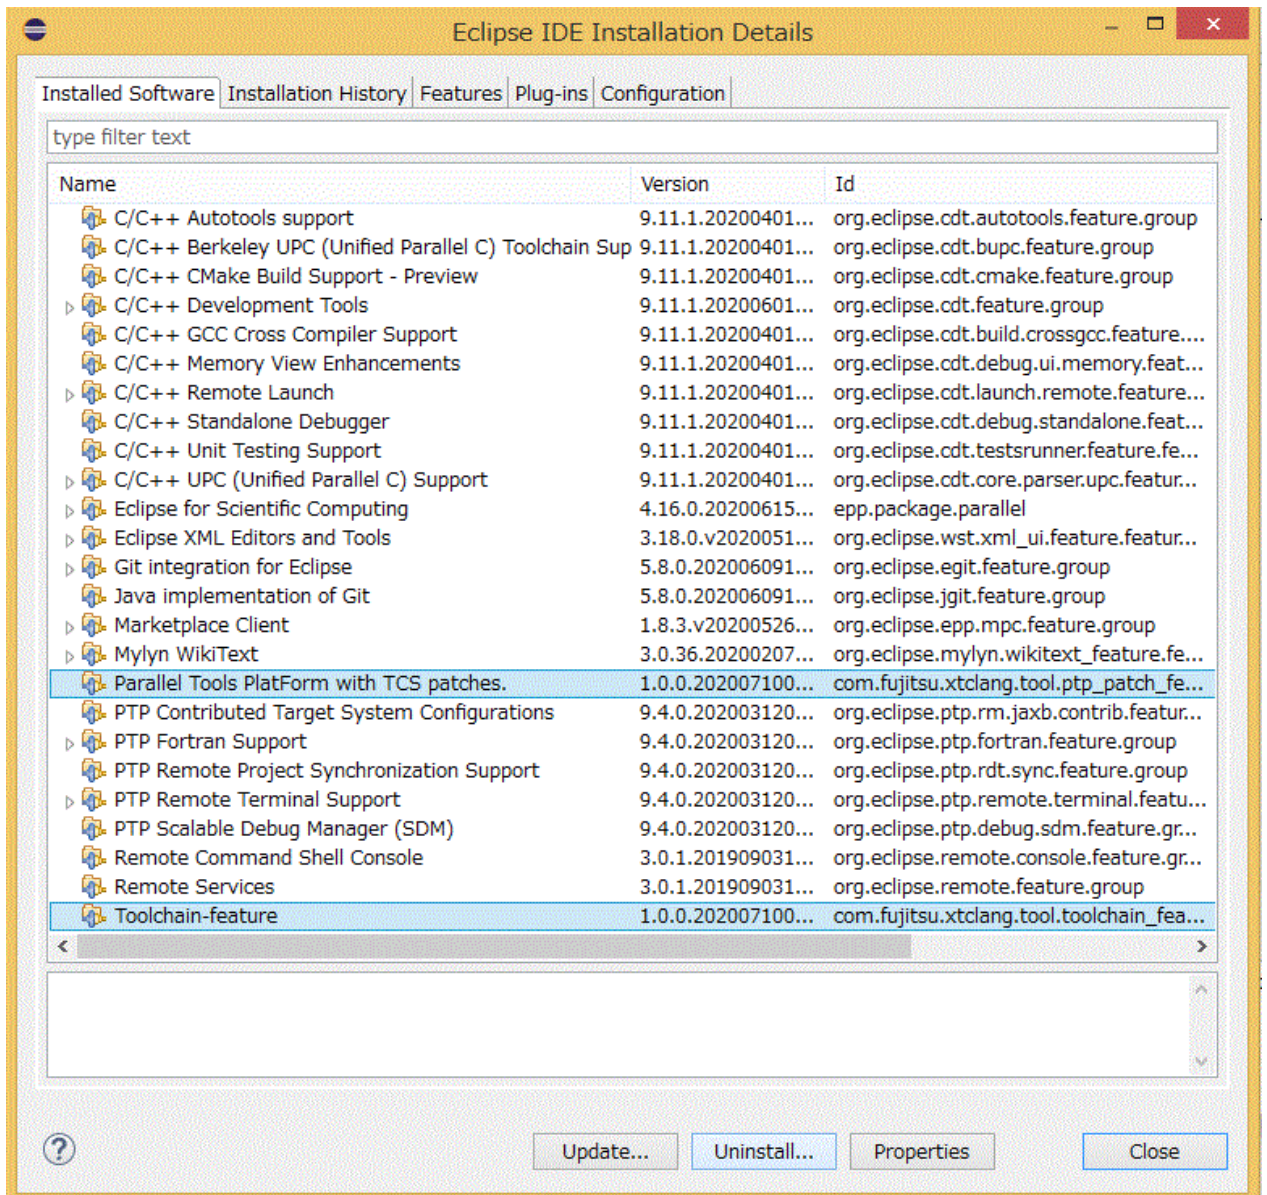 Eclipse IDE Installation Details
Installed Software Installation History Features Plug-ins Configuration
type filter text
Name Version Id
C/C++ Autotools support 9.11.1.20200401... org.eclipse.cdt.autotools.feature.group
C/C++ Berkeley UPC (Unified Parallel C) Toolchain Sup 9.11.1.20200401... org.eclipse.cdt.bupc.feature.group
C/C++ CMake Build Support - Preview 9.11.1.20200401... org.eclipse.cdt.cmake.feature.group
C/C++ Development Tools 9.11.1.20200601... org.eclipse.cdt.feature.group
C/C++ GCC Cross Compiler Support 9.11.1.20200401... org.eclipse.cdt.build.crossgcc.feature....
C/C++ Memory View Enhancements 9.11.1.20200401... org.eclipse.cdt.debug.ui.memory.feat...
C/C++ Remote Launch 9.11.1.20200401... org.eclipse.cdt.launch.remote.feature...
C/C++ Standalone Debugger 9.11.1.20200401... org.eclipse.cdt.debug.standalone.feat...
C/C++ Unit Testing Support 9.11.1.20200401... org.eclipse.cdt.testsrunner.feature.fe...
C/C++ UPC (Unified Parallel C) Support 9.11.1.20200401... org.eclipse.cdt.core.parser.upc.featur...
Eclipse for Scientific Computing 4.16.0.20200615... epp.package.parallel
Eclipse XML Editors and Tools 3.18.0.v2020051... org.eclipse.wst.xml_ui.feature.featur...
Git integration for Eclipse 5.8.0.202006091... org.eclipse.egit.feature.group
Java implementation of Git 5.8.0.202006091... org.eclipse.jgit.feature.group
Marketplace Client 1.8.3.v20200526... org.eclipse.epp.mpc.feature.group
Mylyn WikiText 3.0.36.20200207... org.eclipse.mylyn.wikitext_feature.fe...
Parallel Tools PlatForm with TCS patches. 1.0.0.202007100... com.fujitsu.xtclang.tool.ptp_patch_fe...
PTP Contributed Target System Configurations 9.4.0.202003120... org.eclipse.ptp.rm.jaxb.contrib.featur...
PTP Fortran Support 9.4.0.202003120... org.eclipse.ptp.fortran.feature.group
PTP Remote Project Synchronization Support 9.4.0.202003120... org.eclipse.ptp.rdt.sync.feature.group
PTP Remote Terminal Support 9.4.0.202003120... org.eclipse.ptp.remote.terminal.featu...
PTP Scalable Debug Manager (SDM) 9.4.0.202003120... org.eclipse.ptp.debug.sdm.feature.gr...
Remote Command Shell Console 3.0.1.201909031... org.eclipse.remote.console.feature.gr...
Remote Services 3.0.1.201909031... org.eclipse.remote.feature.group
Toolchain-feature 1.0.0.202007100... com.fujitsu.xtclang.tool.toolchain_fea...
Update... Uninstall... Properties Close